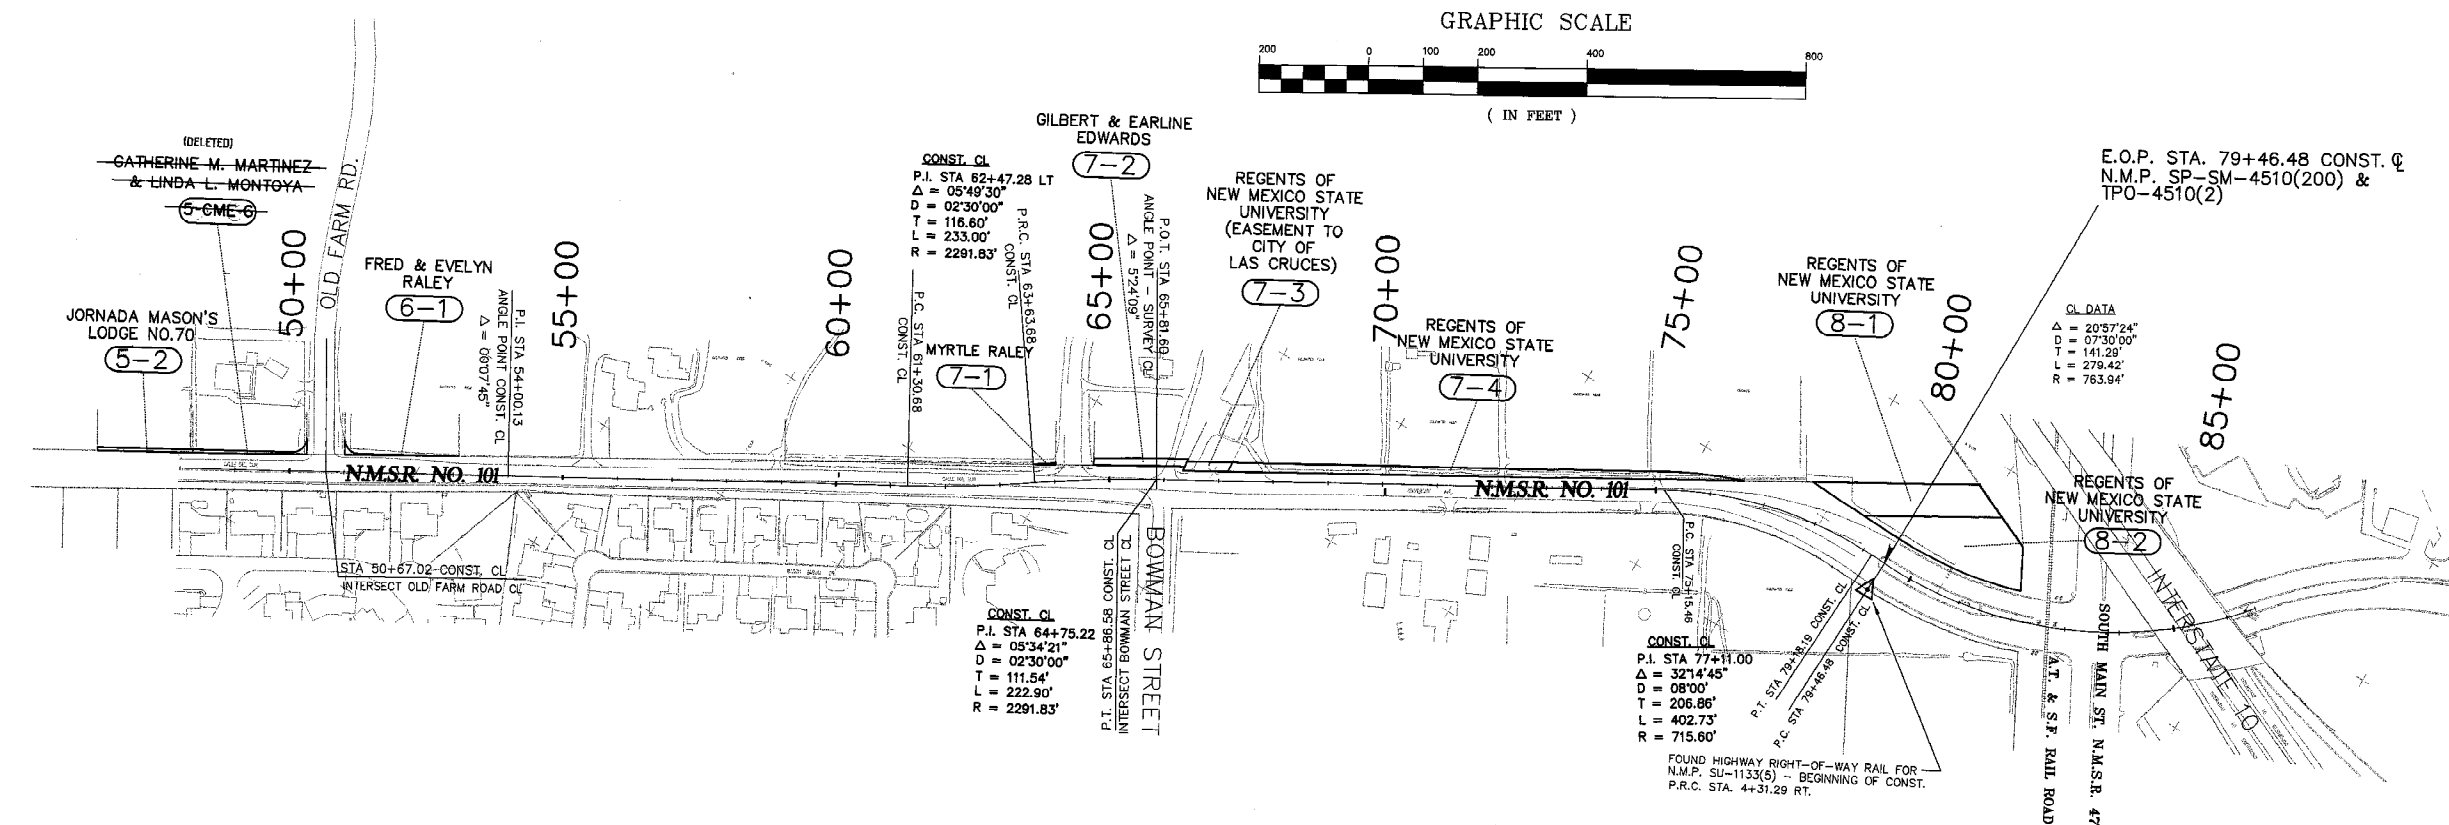 GRAPHIC SCALE
200 0 100 200 400 800
( IN FEET )
(DELETED)
CATHERINE M. MARTINEZ
& LINDA L. MONTOYA
5-CME-6
JORNADA MASON'S
LODGE NO.70
5-2
50+00
OLD FARM RD.
FRED & EVELYN
RALEY
6-1
P.I. STA 54+00.13
ANGLE POINT CONST. CL
Δ = 0°07'45"
55+00
60+00
CONST. CL
P.I. STA 62+47.28 LT
Δ = 05°49'30"
D = 02°30'00"
T = 116.60'
L = 233.00'
R = 2291.83'
P.C. STA 61+30.68
CONST. CL
P.R.C. STA 63+63.68
CONST. CL
MYRTLE RALEY
7-1
GILBERT & EARLINE
EDWARDS
7-2
65+00
P.O.T. STA 65+81.60
ANGLE POINT - SURVEY CL
Δ = 5°24'09"
REGENTS OF
NEW MEXICO STATE
UNIVERSITY
(EASEMENT TO
CITY OF
LAS CRUCES)
7-3
70+00
REGENTS OF
NEW MEXICO STATE
UNIVERSITY
7-4
75+00
REGENTS OF
NEW MEXICO STATE
UNIVERSITY
8-1
80+00
E.O.P. STA. 79+46.48 CONST. ℄
N.M.P. SP-SM-4510(200) &
TPO-4510(2)
CL DATA
Δ = 20°57'24"
D = 07°30'00"
T = 141.29'
L = 279.42'
R = 763.94'
85+00
REGENTS OF
NEW MEXICO STATE
UNIVERSITY
8-2
N.M.S.R. NO. 101
N.M.S.R. NO. 101
STA 50+67.02 CONST. CL
INTERSECT OLD FARM ROAD CL
CONST. CL
P.I. STA 64+75.22
Δ = 05°34'21"
D = 02°30'00"
T = 111.54'
L = 222.90'
R = 2291.83'
P.T. STA 65+86.58 CONST. CL
INTERSECT BOWMAN STREET CL
BOWMAN STREET
P.C. STA 75+15.46
CONST. CL
CONST. CL
P.I. STA 77+11.00
Δ = 32°14'45"
D = 08°00'
T = 206.86'
L = 402.73'
R = 715.60'
P.T. STA 79+18.19 CONST. CL
P.C. STA 79+46.48 CONST. CL
FOUND HIGHWAY RIGHT-OF-WAY RAIL FOR
N.M.P. SU-1133(5) - BEGINNING OF CONST.
P.R.C. STA. 4+31.29 RT.
A.T. & S.F. RAIL ROAD
SOUTH MAIN ST. N.M.S.R. 47
INTERSTATE 10